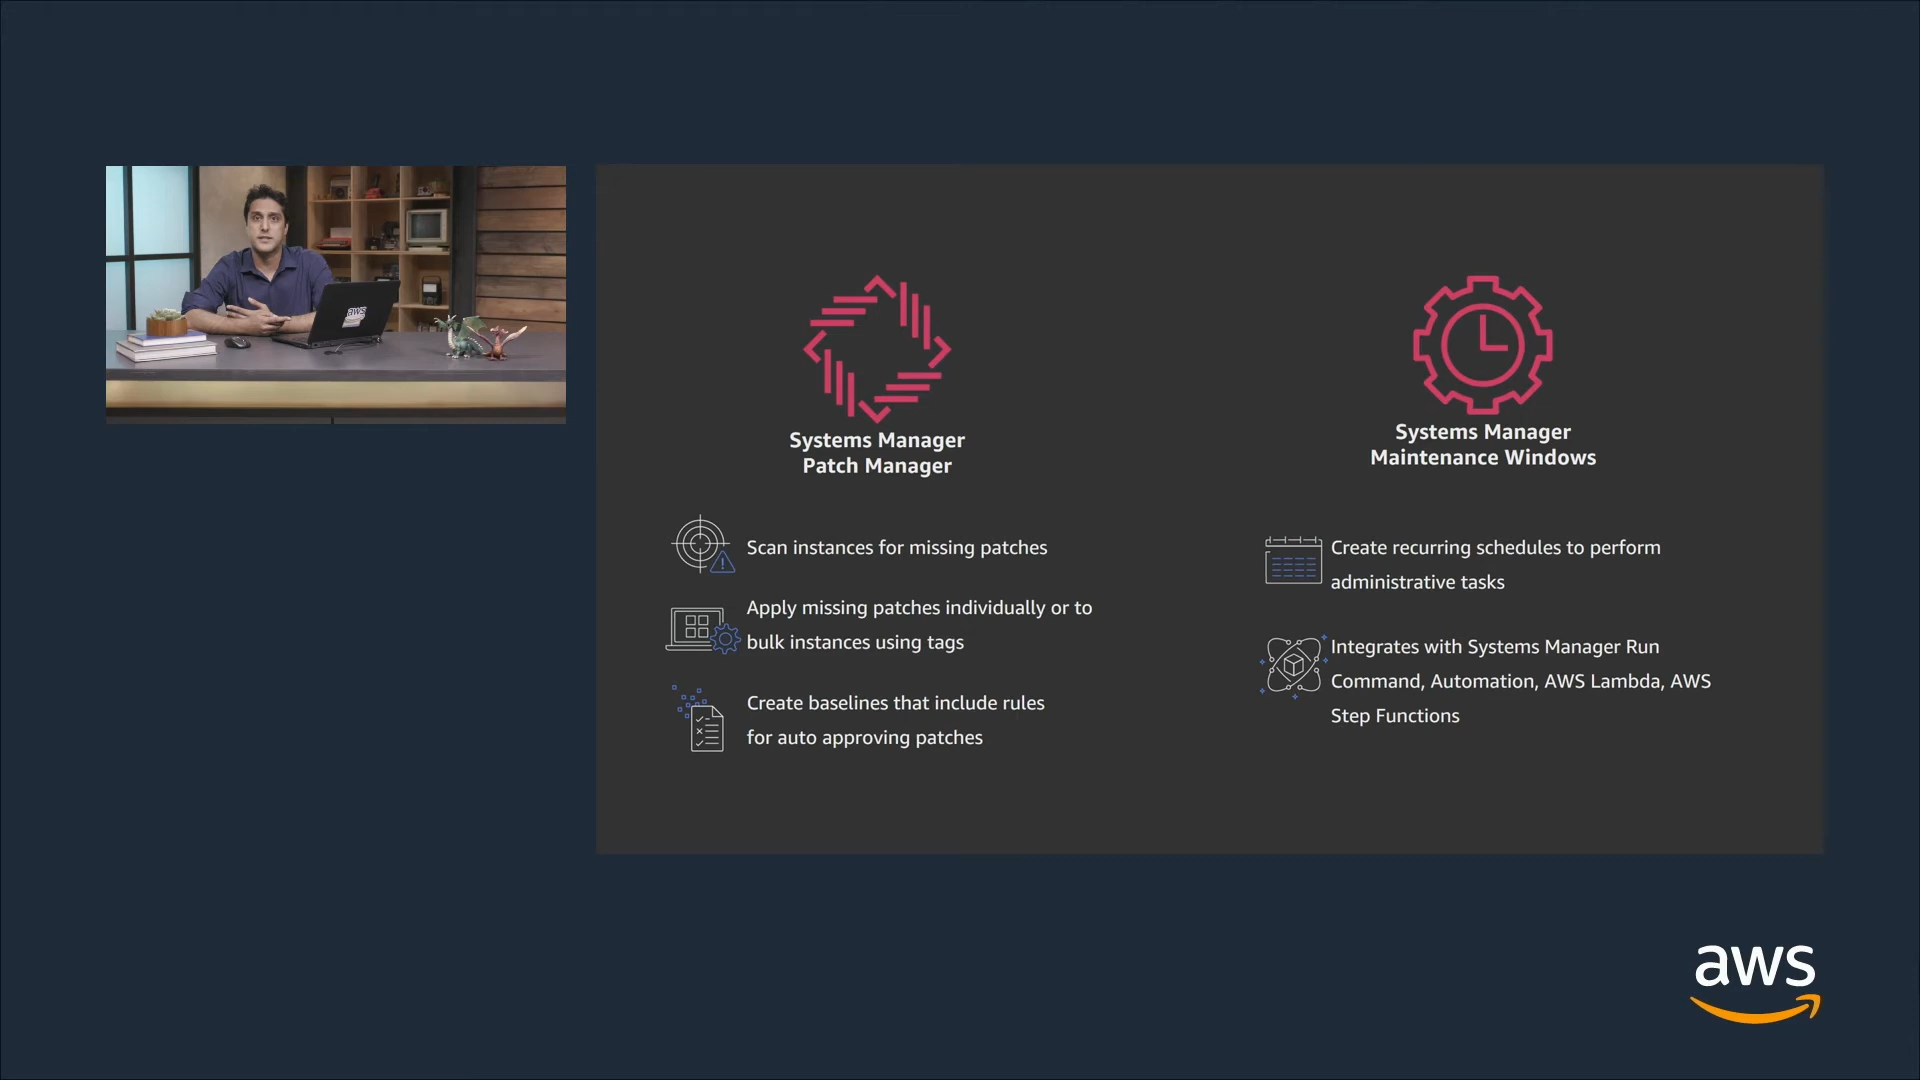 aws
Systems Manager
Patch Manager
Scan instances for missing patches
Apply missing patches individually or to
bulk instances using tags
Create baselines that include rules
for auto approving patches
Systems Manager
Maintenance Windows
Create recurring schedules to perform
administrative tasks
Integrates with Systems Manager Run
Command, Automation, AWS Lambda, AWS
Step Functions
aws